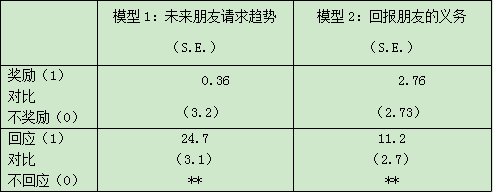 模型1：未来朋友请求趋势
（S.E.）
模型2：回报朋友的义务
（S.E.）
奖励（1）
对比
不奖励（0）
0.36
（3.2）
2.76
（2.73）
回应（1）
对比
不回应（0）
24.7
（3.1）
**
11.2
（2.7）
**